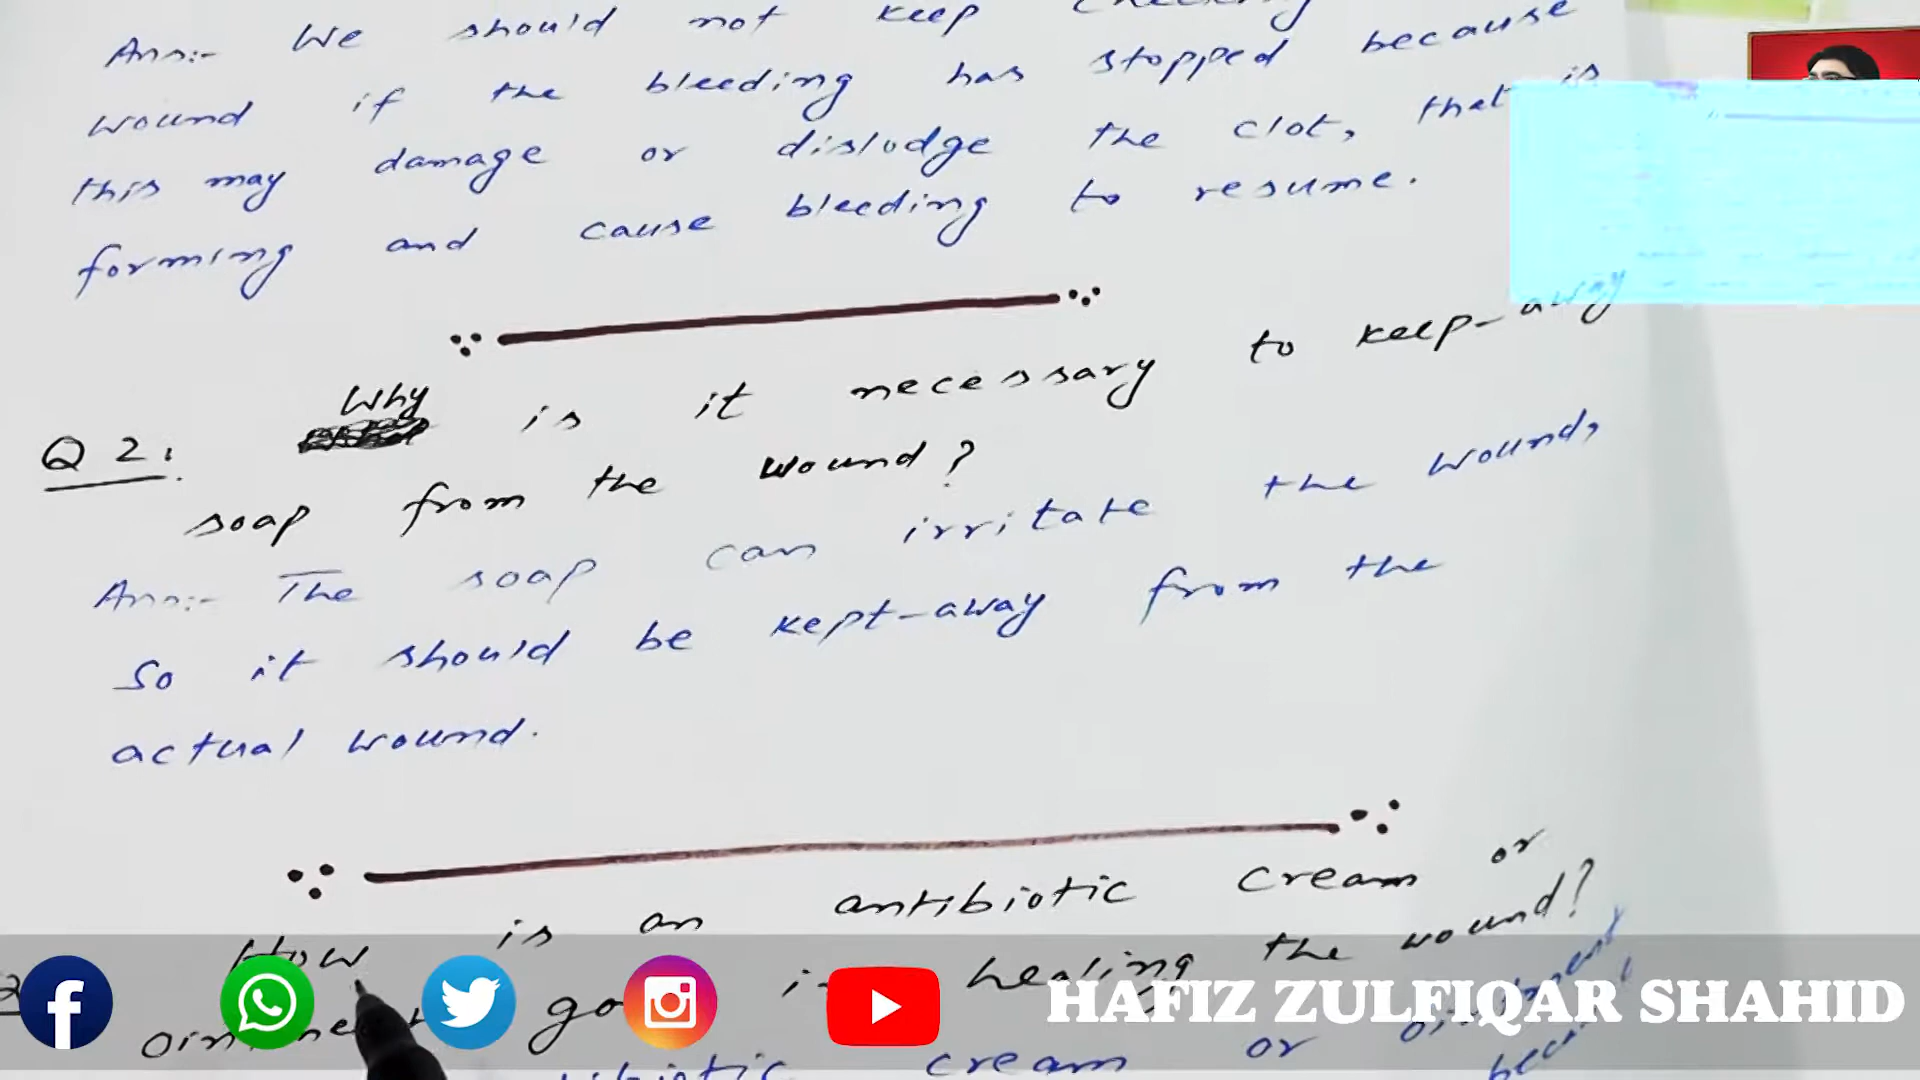 Ans:- We should not keep checking
wound if the bleeding has stopped because
this may damage or dislodge the clot, that is
forming and cause bleeding to resume.
Why
Q 2: is it necessary to keep-away
soap from the wound?
Ans:- The soap can irritate the wound,
So it should be kept-away from the
actual wound.
How is an antibiotic cream or
healing the wound?
cream or ointment
HAFIZ ZULFIQAR SHAHID